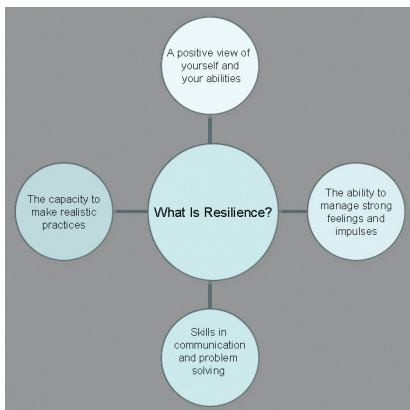 A positive view of
yourself and
your abilities
The capacity to
make realistic
practices
What Is Resilience?
The ability to
manage strong
feelings and
impulses
Skills in
communication
and problem
solving